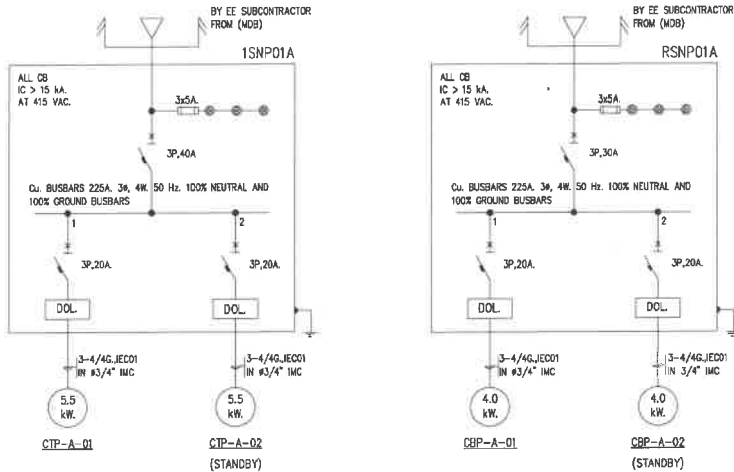 BY EE SUBCONTRACTOR
FROM (MDB)
1SNP01A
ALL CB
IC > 15 kA.
AT 415 VAC.
3x5A.
3P,40A
Cu. BUSBARS 225A. 3ø, 4W. 50 Hz. 100% NEUTRAL AND
100% GROUND BUSBARS
1
2
3P,20A.
3P,20A.
DOL.
DOL.
3-4/4G.,IEC01
IN ø3/4" IMC
3-4/4G.,IEC01
IN ø3/4" IMC
5.5
kW.
5.5
kW.
CTP-A-01
CTP-A-02
(STANDBY)
BY EE SUBCONTRACTOR
FROM (MDB)
RSNP01A
ALL CB
IC > 15 kA.
AT 415 VAC.
3x5A.
3P,30A
Cu. BUSBARS 225A. 3ø, 4W. 50 Hz. 100% NEUTRAL AND
100% GROUND BUSBARS
1
2
3P,20A.
3P,20A.
DOL.
DOL.
3-4/4G.,IEC01
IN ø3/4" IMC
3-4/4G.,IEC01
IN 3/4" IMC
4.0
kW.
4.0
kW.
CBP-A-01
CBP-A-02
(STANDBY)